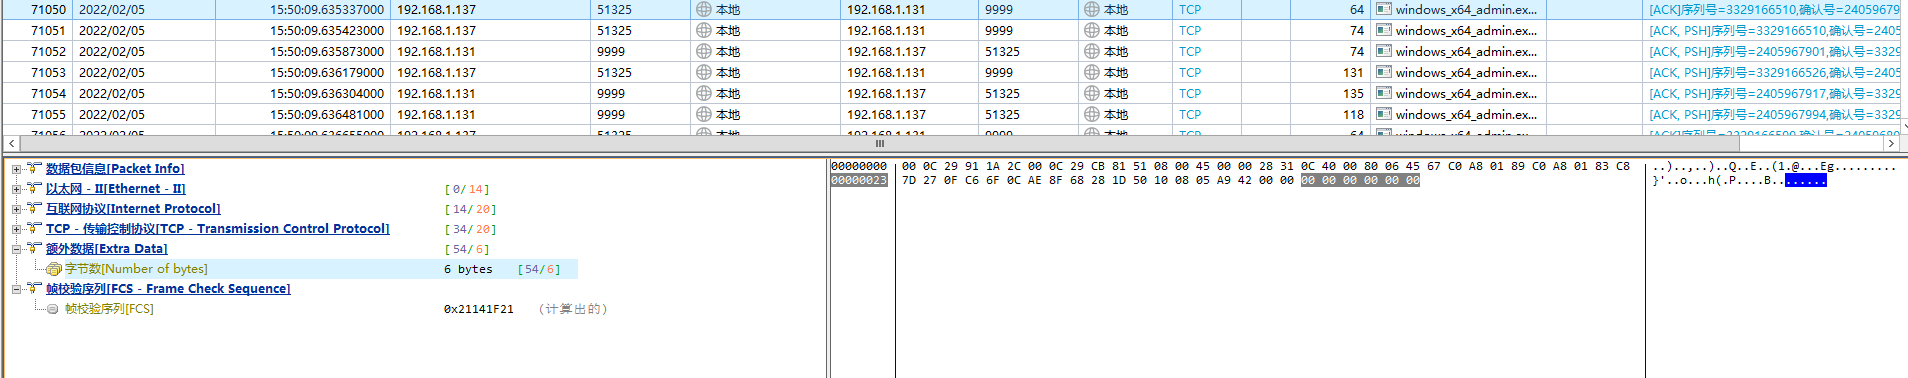 71050 2022/02/05 15:50:09.635337000 192.168.1.137 51325 本地 192.168.1.131 9999 本地 TCP 64 windows_x64_admin.ex... [ACK]序列号=3329166510,确认号=24059679
71051 2022/02/05 15:50:09.635423000 192.168.1.137 51325 本地 192.168.1.131 9999 本地 TCP 74 windows_x64_admin.ex... [ACK, PSH]序列号=3329166510,确认号=2405
71052 2022/02/05 15:50:09.635873000 192.168.1.131 9999 本地 192.168.1.137 51325 本地 TCP 74 windows_x64_admin.ex... [ACK, PSH]序列号=2405967901,确认号=3329
71053 2022/02/05 15:50:09.636179000 192.168.1.137 51325 本地 192.168.1.131 9999 本地 TCP 131 windows_x64_admin.ex... [ACK, PSH]序列号=3329166526,确认号=2405
71054 2022/02/05 15:50:09.636304000 192.168.1.131 9999 本地 192.168.1.137 51325 本地 TCP 135 windows_x64_admin.ex... [ACK, PSH]序列号=2405967917,确认号=3329
71055 2022/02/05 15:50:09.636481000 192.168.1.131 9999 本地 192.168.1.137 51325 本地 TCP 118 windows_x64_admin.ex... [ACK, PSH]序列号=2405967994,确认号=3329
数据包信息[Packet Info]
以太网 - II[Ethernet - II] [0/14]
互联网协议[Internet Protocol] [14/20]
TCP - 传输控制协议[TCP - Transmission Control Protocol] [34/20]
额外数据[Extra Data] [54/6]
字节数[Number of bytes] 6 bytes [54/6]
帧校验序列[FCS - Frame Check Sequence]
帧校验序列[FCS] 0x21141F21 (计算出的)
00000000 00 0C 29 91 1A 2C 00 0C 29 CB 81 51 08 00 45 00 00 28 31 0C 40 00 80 06 45 67 C0 A8 01 89 C0 A8 01 83 C8 ..)..,..)..Q..E..(1.@...Eg.........
00000023 7D 27 0F C6 6F 0C AE 8F 68 28 1D 50 10 08 05 A9 42 00 00 00 00 00 00 00 00 }'..o...h(.P....B........